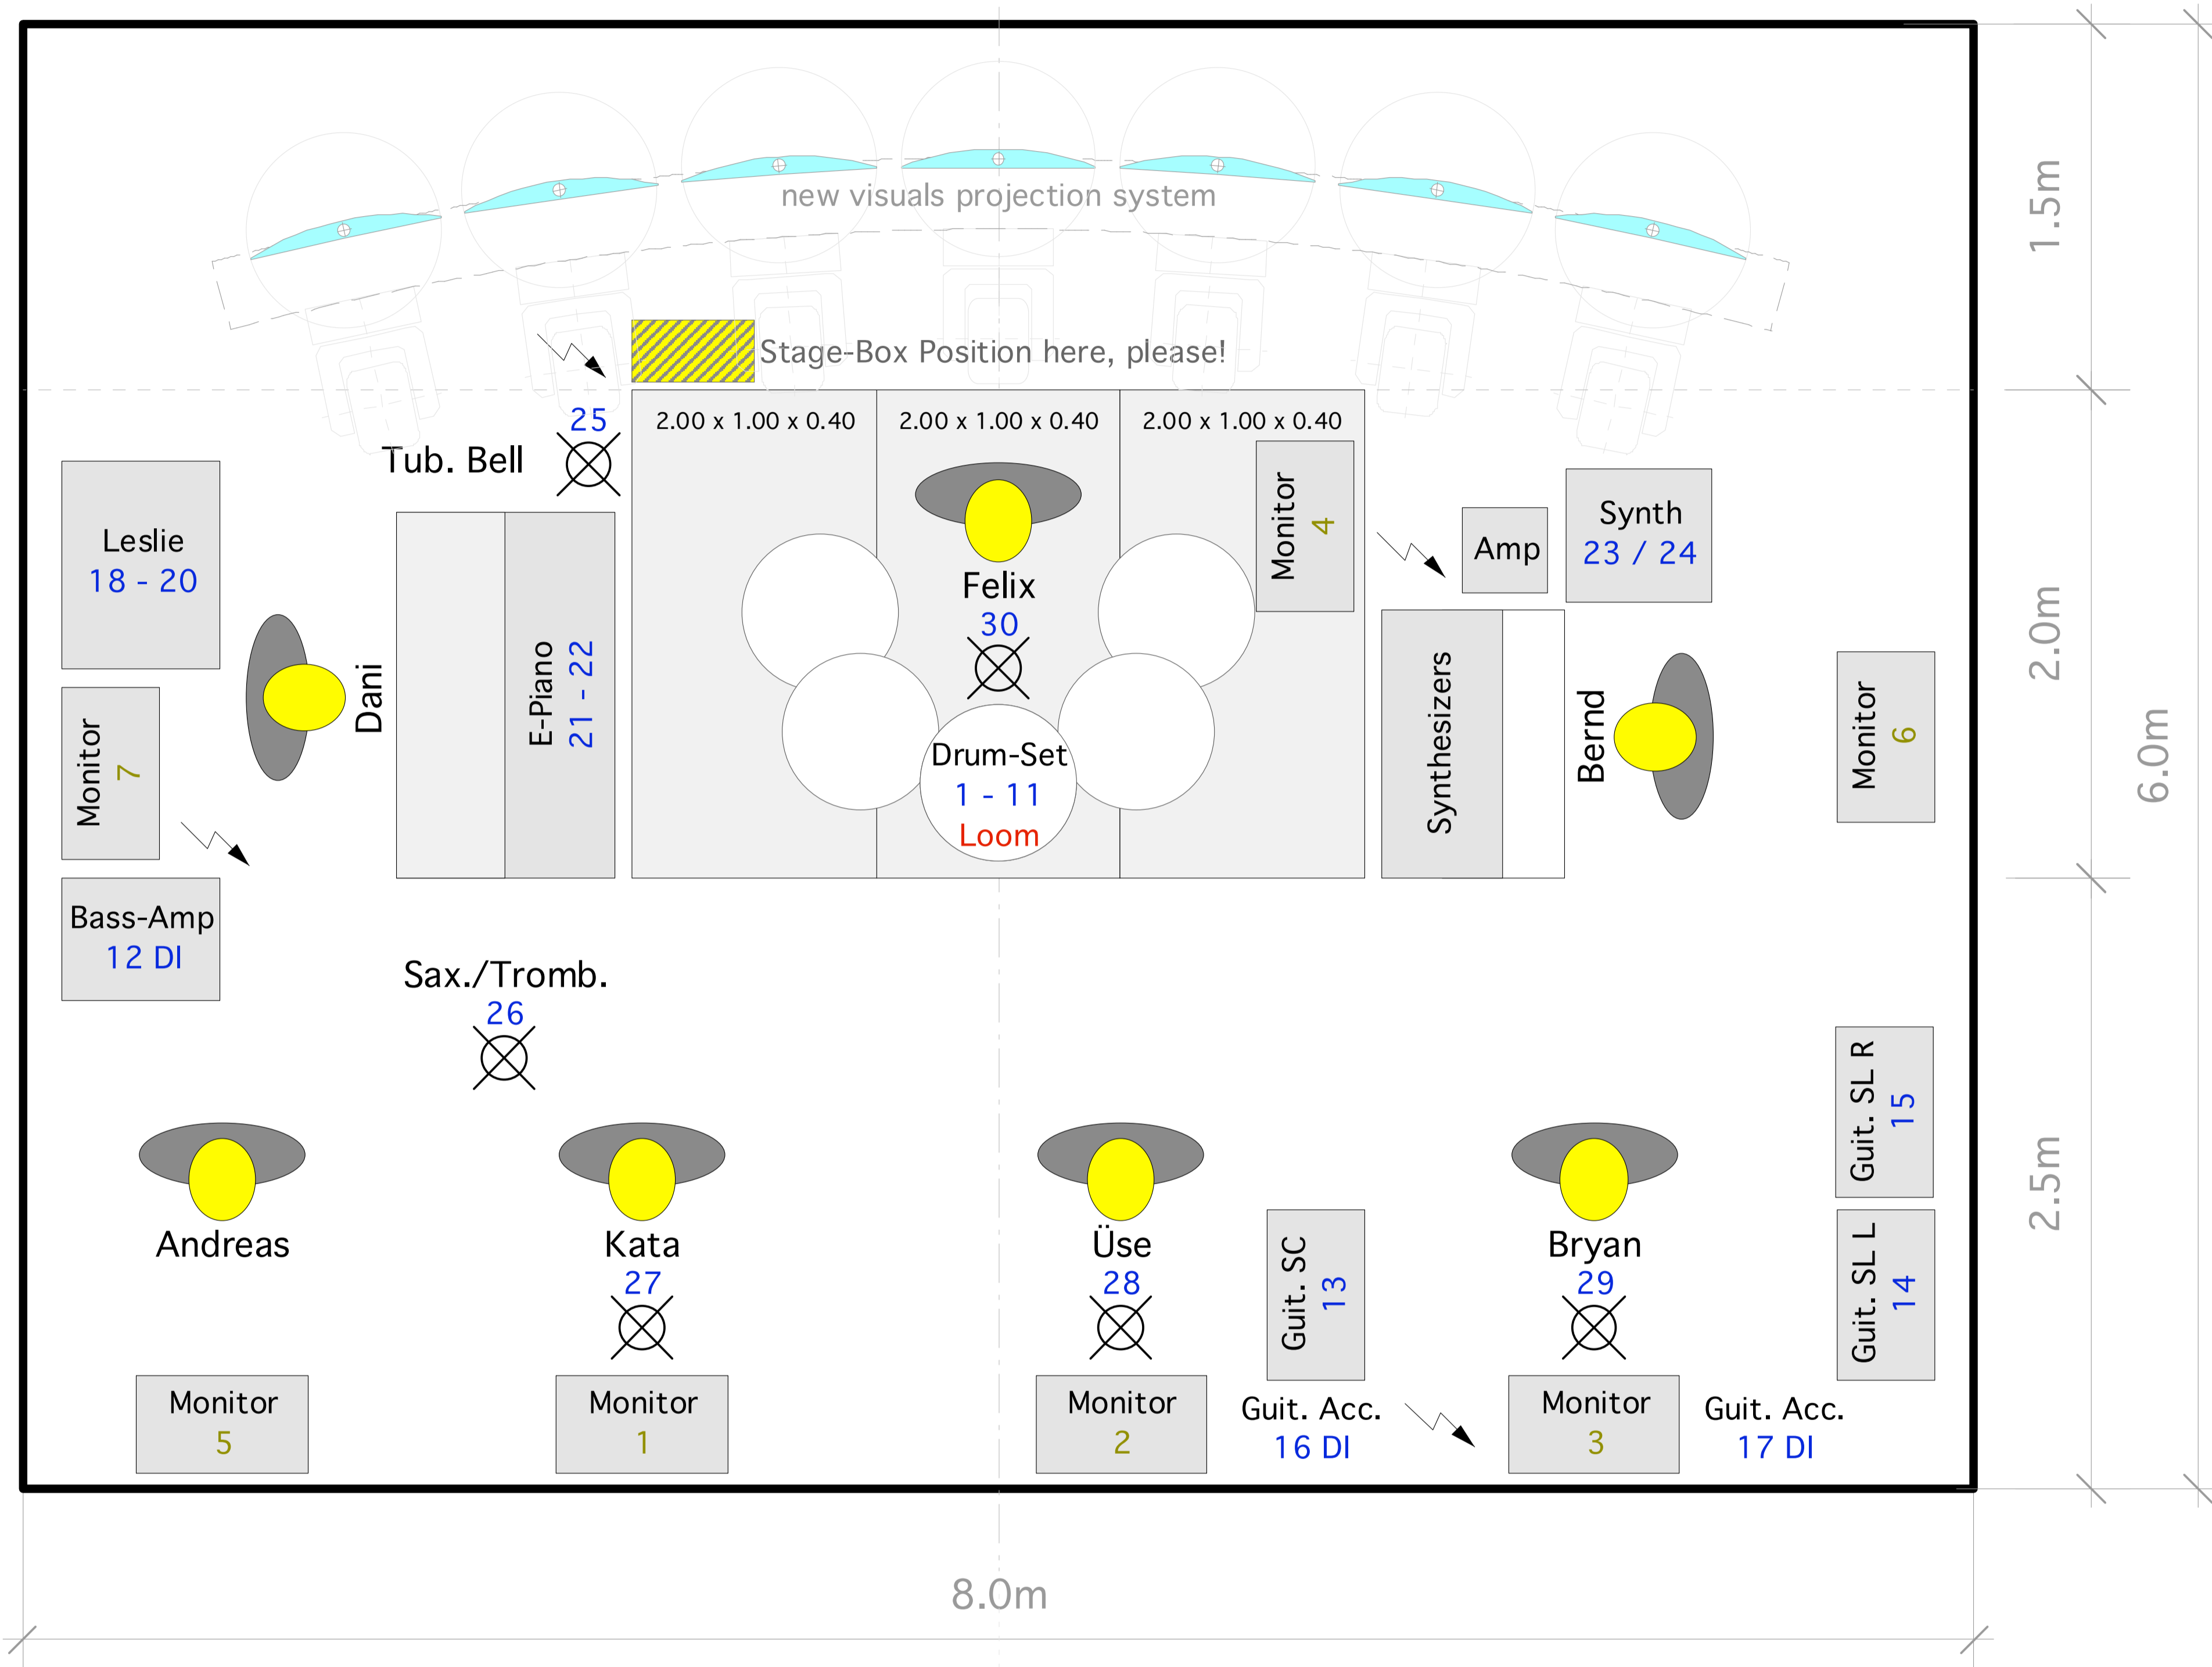 new visuals projection system
1.5m
Stage-Box Position here, please!
25
Tub. Bell
2.00 x 1.00 x 0.40
2.00 x 1.00 x 0.40
2.00 x 1.00 x 0.40
Leslie
18 - 20
Monitor
4
Amp
Synth
23 / 24
Felix
30
Dani
E-Piano
21 - 22
Drum-Set
1 - 11
Loom
Synthesizers
Bernd
Monitor
6
2.0m
6.0m
Monitor
7
Bass-Amp
12 DI
Sax./Tromb.
26
Guit. SL R
15
2.5m
Andreas
Kata
27
Üse
28
Guit. SC
13
Bryan
29
Guit. SL L
14
Monitor
5
Monitor
1
Monitor
2
Guit. Acc.
16 DI
Monitor
3
Guit. Acc.
17 DI
8.0m